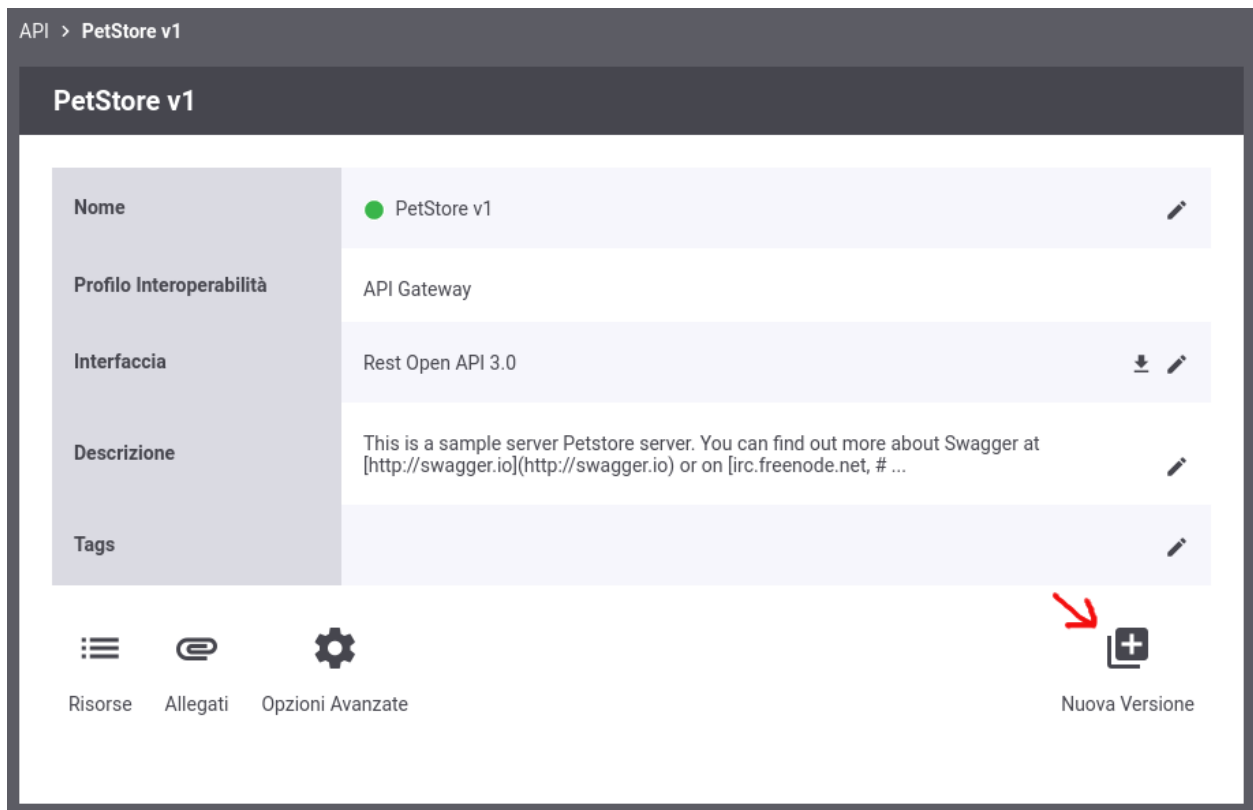 API > PetStore v1
PetStore v1
Nome
PetStore v1
Profilo Interoperabilità
API Gateway
Interfaccia
Rest Open API 3.0
Descrizione
This is a sample server Petstore server. You can find out more about Swagger at
[http://swagger.io](http://swagger.io) or on [irc.freenode.net, # ...
Tags
Risorse
Allegati
Opzioni Avanzate
Nuova Versione